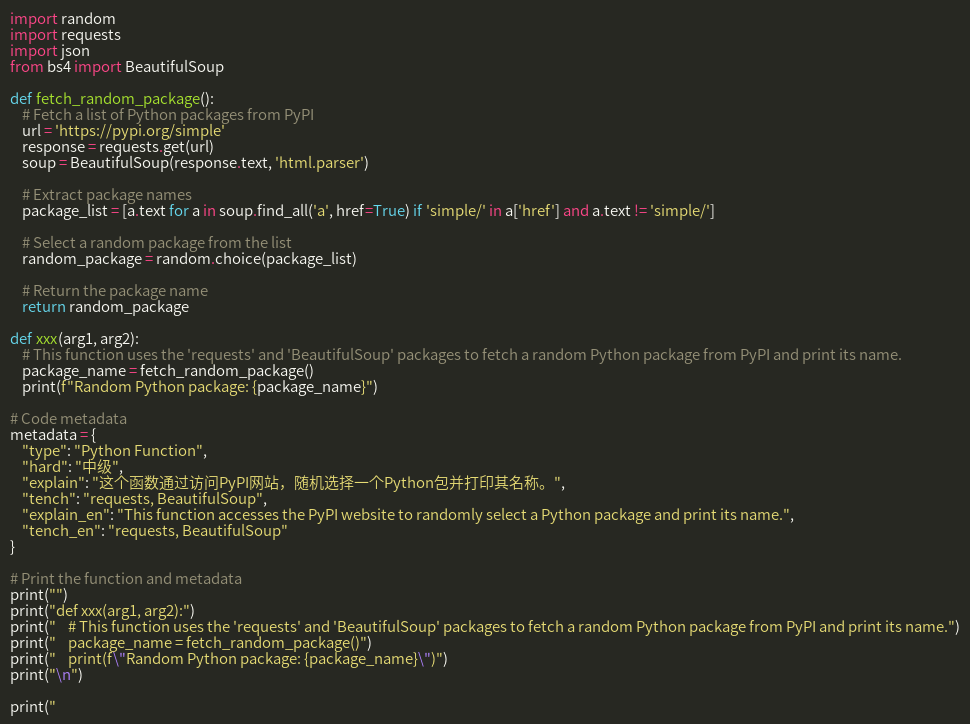 import random
import requests
import json
from bs4 import BeautifulSoup

def fetch_random_package():
    # Fetch a list of Python packages from PyPI
    url = 'https://pypi.org/simple'
    response = requests.get(url)
    soup = BeautifulSoup(response.text, 'html.parser')

    # Extract package names
    package_list = [a.text for a in soup.find_all('a', href=True) if 'simple/' in a['href'] and a.text != 'simple/']

    # Select a random package from the list
    random_package = random.choice(package_list)

    # Return the package name
    return random_package

def xxx(arg1, arg2):
    # This function uses the 'requests' and 'BeautifulSoup' packages to fetch a random Python package from PyPI and print its name.
    package_name = fetch_random_package()
    print(f"Random Python package: {package_name}")

# Code metadata
metadata = {
    "type": "Python Function",
    "hard": "中级",
    "explain": "这个函数通过访问PyPI网站，随机选择一个Python包并打印其名称。",
    "tench": "requests, BeautifulSoup",
    "explain_en": "This function accesses the PyPI website to randomly select a Python package and print its name.",
    "tench_en": "requests, BeautifulSoup"
}

# Print the function and metadata
print("")
print("def xxx(arg1, arg2):")
print("    # This function uses the 'requests' and 'BeautifulSoup' packages to fetch a random Python package from PyPI and print its name.")
print("    package_name = fetch_random_package()")
print("    print(f\"Random Python package: {package_name}\")")
print("\n")

print("